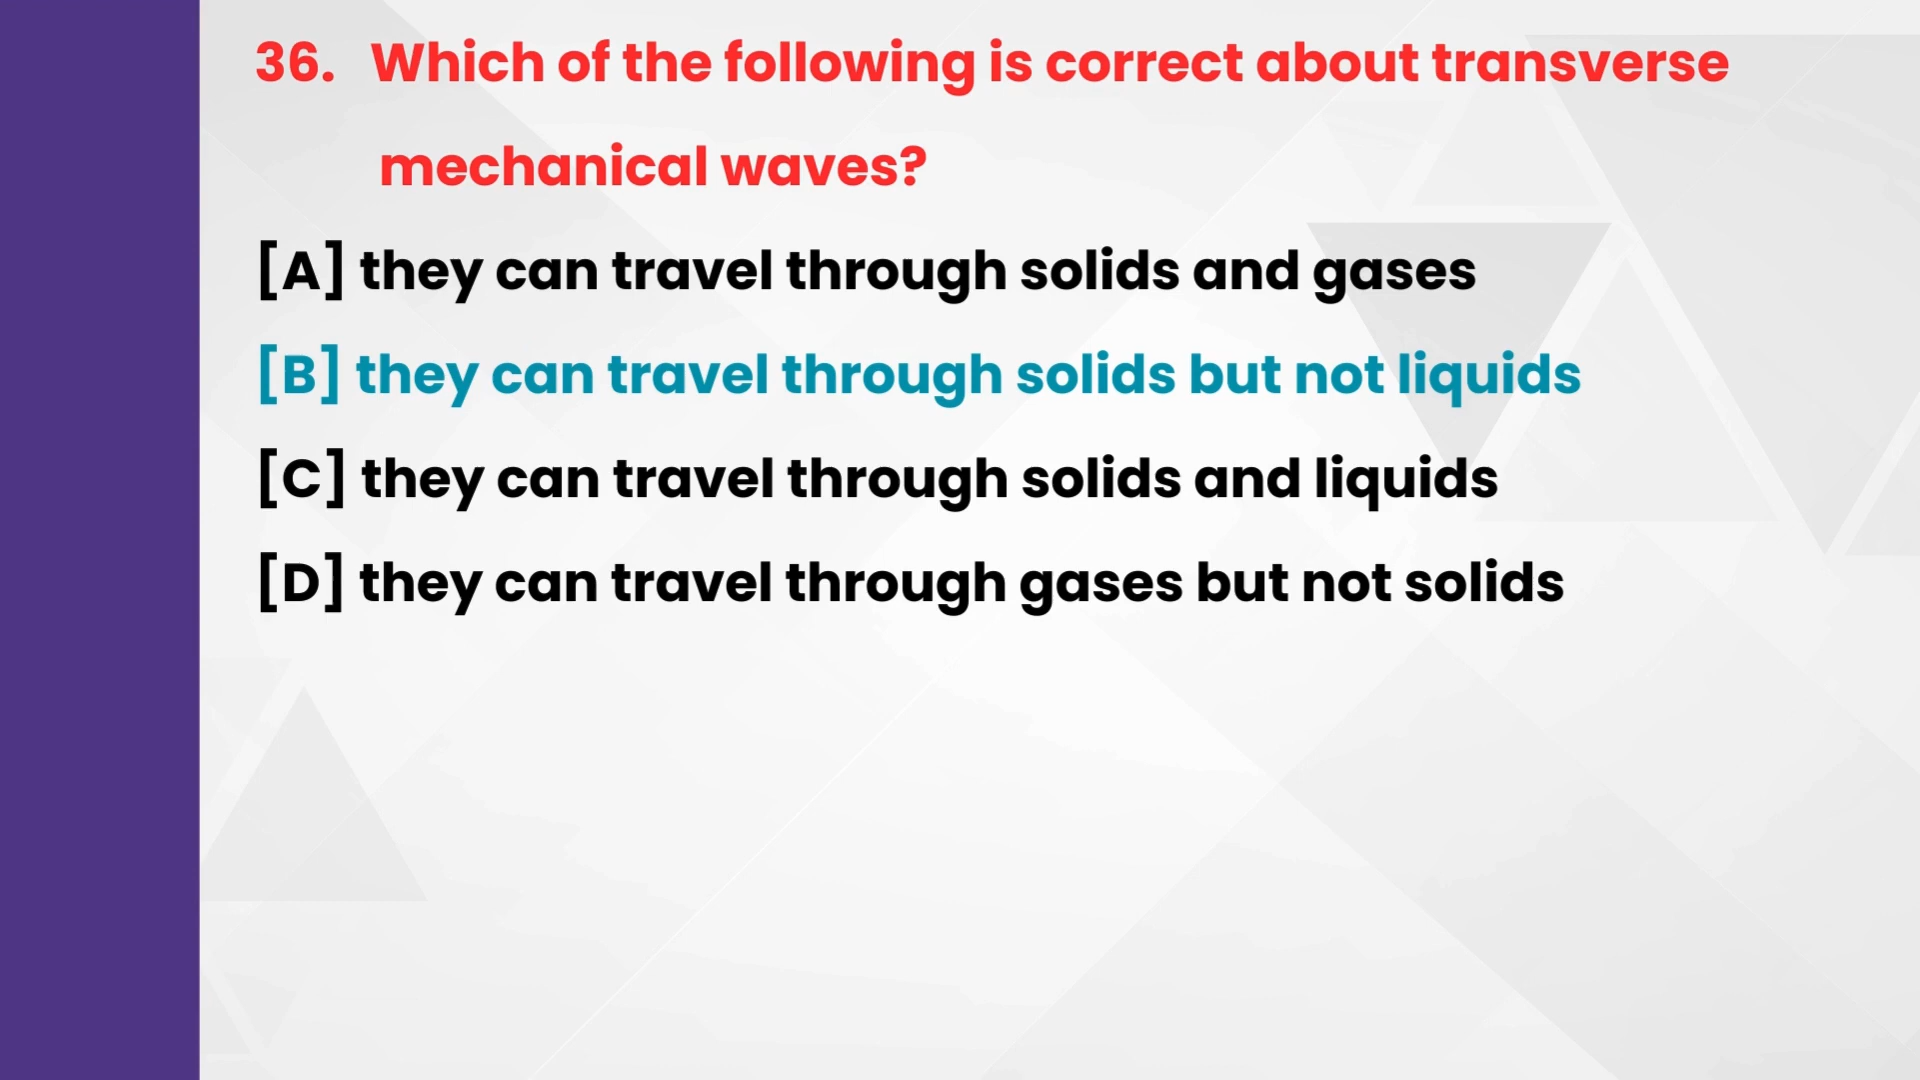 36. Which of the following is correct about transverse
mechanical waves?
[A] they can travel through solids and gases
[B] they can travel through solids but not liquids
[C] they can travel through solids and liquids
[D] they can travel through gases but not solids